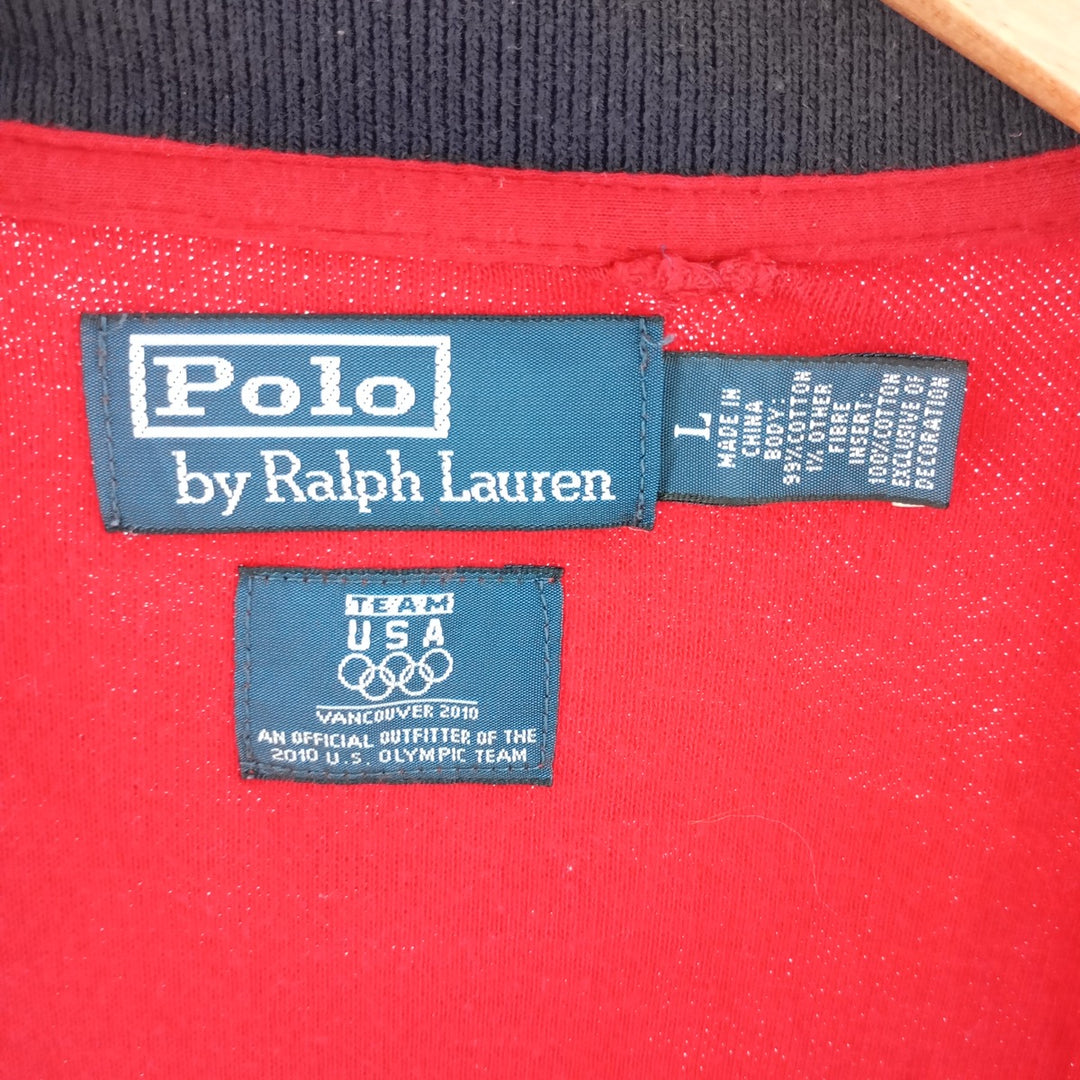 Polo
by Ralph Lauren
L
MADE IN
CHINA
BODY:
99% COTTON
1% OTHER
FIBRE
INSERT:
100% COTTON
EXCLUSIVE OF
DECORATION
TEAM
USA
VANCOUVER 2010
AN OFFICIAL OUTFITTER OF THE
2010 U.S. OLYMPIC TEAM